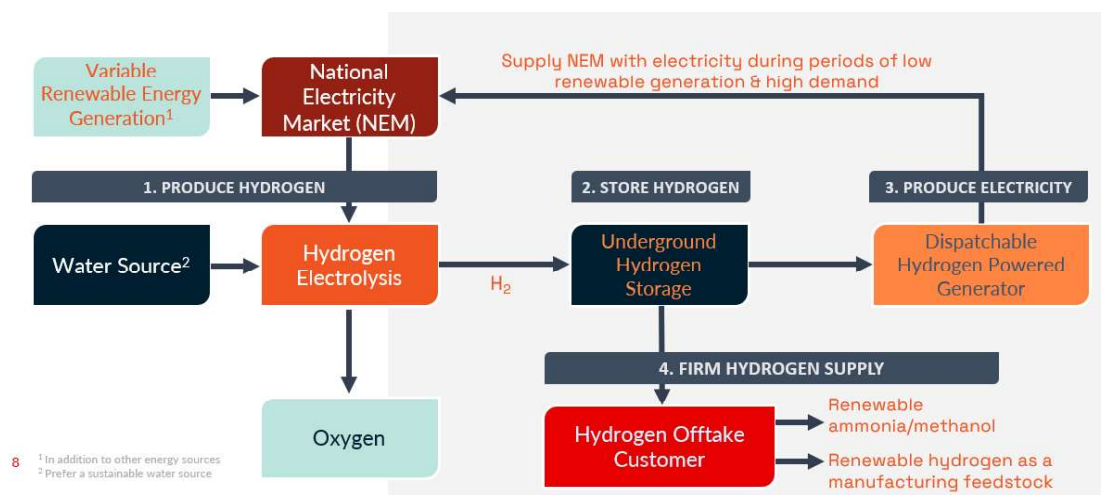 Variable
Renewable Energy
Generation¹
National
Electricity
Market (NEM)
Supply NEM with electricity during periods of low
renewable generation & high demand
1. PRODUCE HYDROGEN
2. STORE HYDROGEN
3. PRODUCE ELECTRICITY
Water Source²
Hydrogen
Electrolysis
H₂
Underground
Hydrogen
Storage
Dispatchable
Hydrogen Powered
Generator
4. FIRM HYDROGEN SUPPLY
Oxygen
Hydrogen Offtake
Customer
Renewable
ammonia/methanol
Renewable hydrogen as a
manufacturing feedstock
8
¹ In addition to other energy sources
² Prefer a sustainable water source